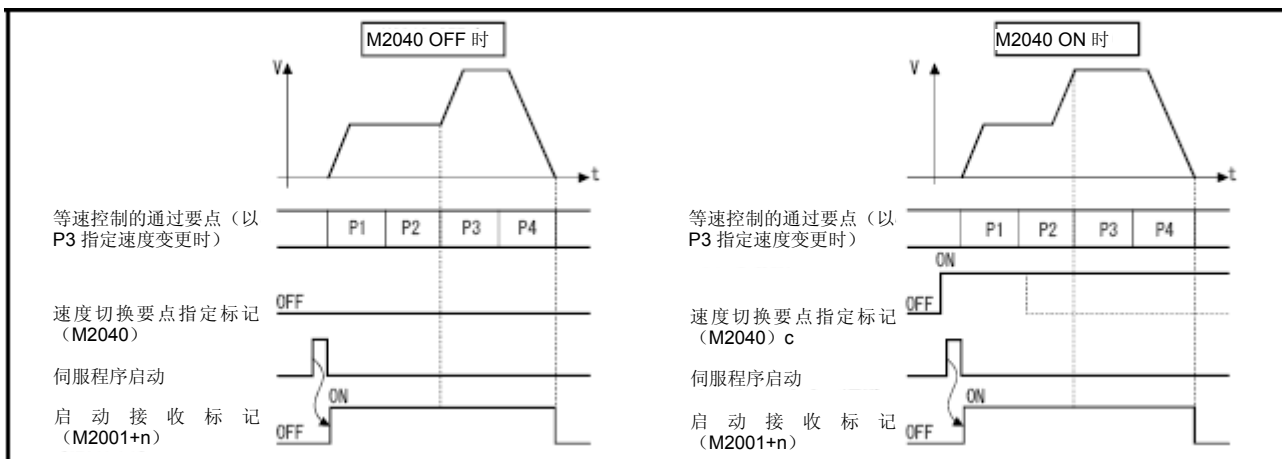 M2040 OFF 时
V
t
等速控制的通过要点（以
P3 指定速度变更时）
P1 P2 P3 P4
速度切换要点指定标记
（M2040）
OFF
伺服程序启动
启动接收标记
（M2001+n）
ON
OFF
M2040 ON 时
V
t
等速控制的通过要点（以
P3 指定速度变更时）
P1 P2 P3 P4
ON
OFF
速度切换要点指定标记
（M2040）c
伺服程序启动
启动接收标记
（M2001+n）
ON
OFF